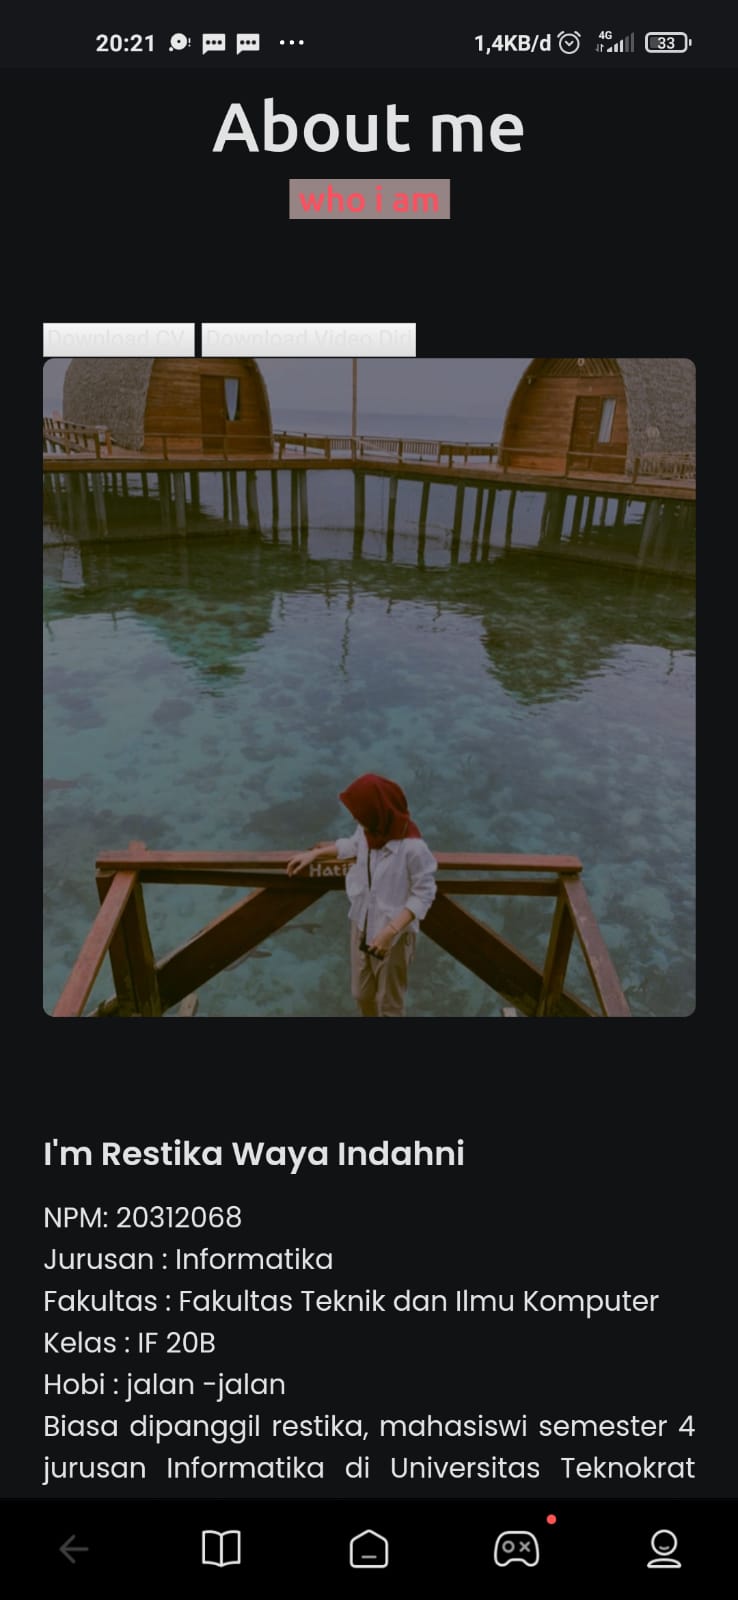 20:21
1,4KB/d 4G 33
About me
who i am
Download CV Download Video Diri
Hati
I'm Restika Waya Indahni
NPM: 20312068
Jurusan : Informatika
Fakultas : Fakultas Teknik dan Ilmu Komputer
Kelas : IF 20B
Hobi : jalan -jalan
Biasa dipanggil restika, mahasiswi semester 4
jurusan Informatika di Universitas Teknokrat